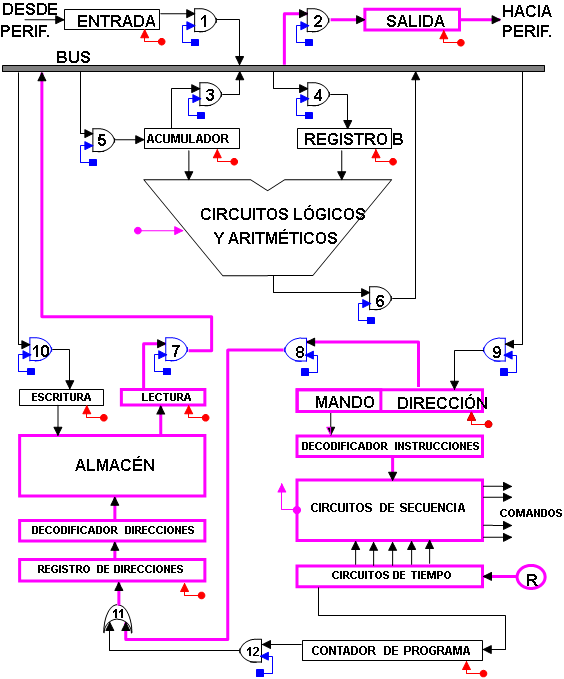 DESDE
PERIF.
ENTRADA
1
2
SALIDA
HACIA
PERIF.
BUS
3
4
5
ACUMULADOR
REGISTRO B
CIRCUITOS LÓGICOS
Y ARITMÉTICOS
6
10
7
8
9
ESCRITURA
LECTURA
MANDO
DIRECCIÓN
DECODIFICADOR INSTRUCCIONES
ALMACÉN
CIRCUITOS DE SECUENCIA
COMANDOS
DECODIFICADOR DIRECCIONES
REGISTRO DE DIRECCIONES
CIRCUITOS DE TIEMPO
R
11
12
CONTADOR DE PROGRAMA